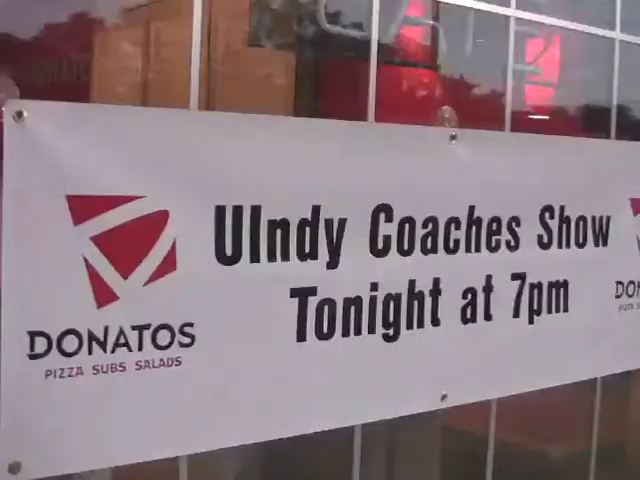 UIndy Coaches Show
Tonight at 7pm
DONATOS
PIZZA SUBS SALADS